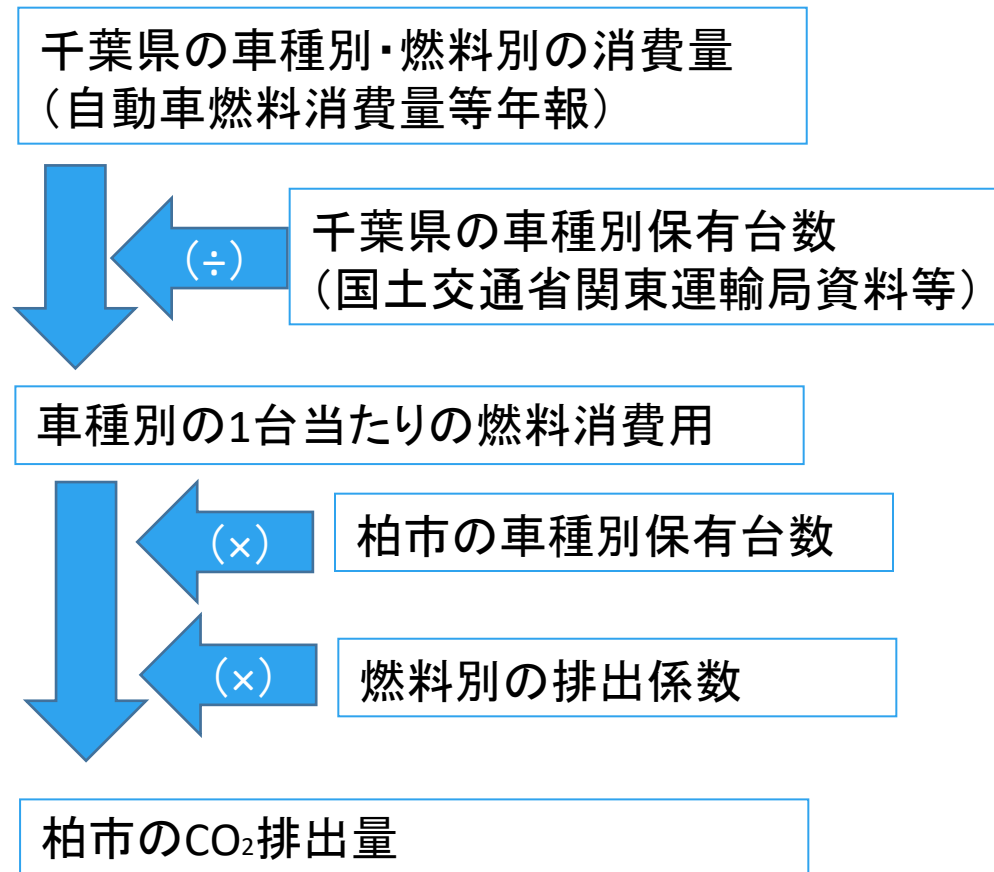 千葉県の車種別・燃料別の消費量
（自動車燃料消費量等年報）
（÷）
千葉県の車種別保有台数
（国土交通省関東運輸局資料等）
車種別の1台当たりの燃料消費用
（×）
柏市の車種別保有台数
（×）
燃料別の排出係数
柏市のCO₂排出量